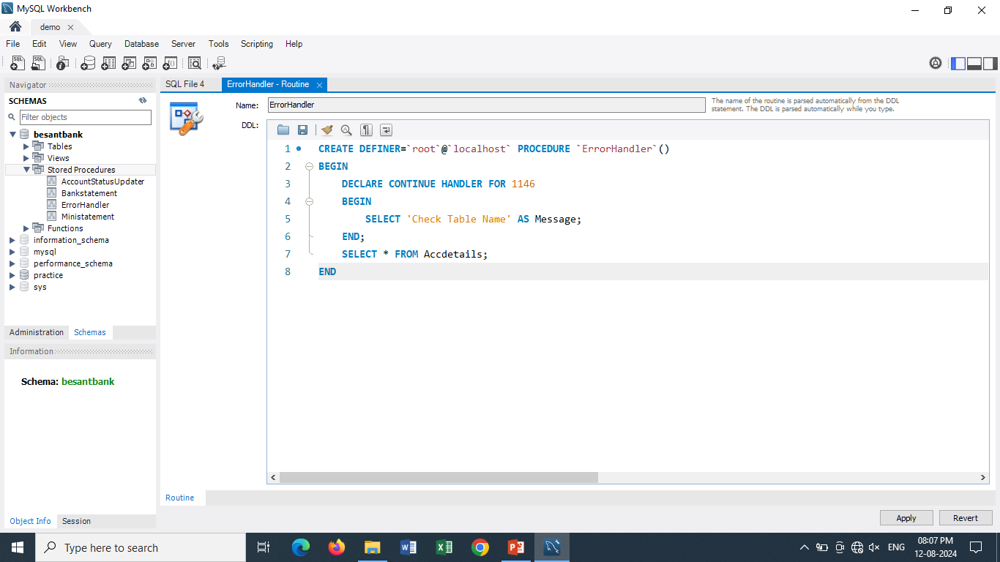 MySQL Workbench
demo
File Edit View Query Database Server Tools Scripting Help
Navigator
SCHEMAS
Filter objects
besantbank
Tables
Views
Stored Procedures
AccountStatusUpdater
Bankstatement
ErrorHandler
Ministatement
Functions
information_schema
mysql
performance_schema
practice
sys
Administration Schemas
Information
Schema: besantbank
Object Info Session
SQL File 4 ErrorHandler - Routine
Name: ErrorHandler
The name of the routine is parsed automatically from the DDL
statement. The DDL is parsed automatically while you type.
DDL:
1 CREATE DEFINER=`root`@`localhost` PROCEDURE `ErrorHandler`()
2 BEGIN
3 DECLARE CONTINUE HANDLER FOR 1146
4 BEGIN
5 SELECT 'Check Table Name' AS Message;
6 END;
7 SELECT * FROM Accdetails;
8 END
Routine
Apply Revert
Type here to search
ENG
08:07 PM
12-08-2024